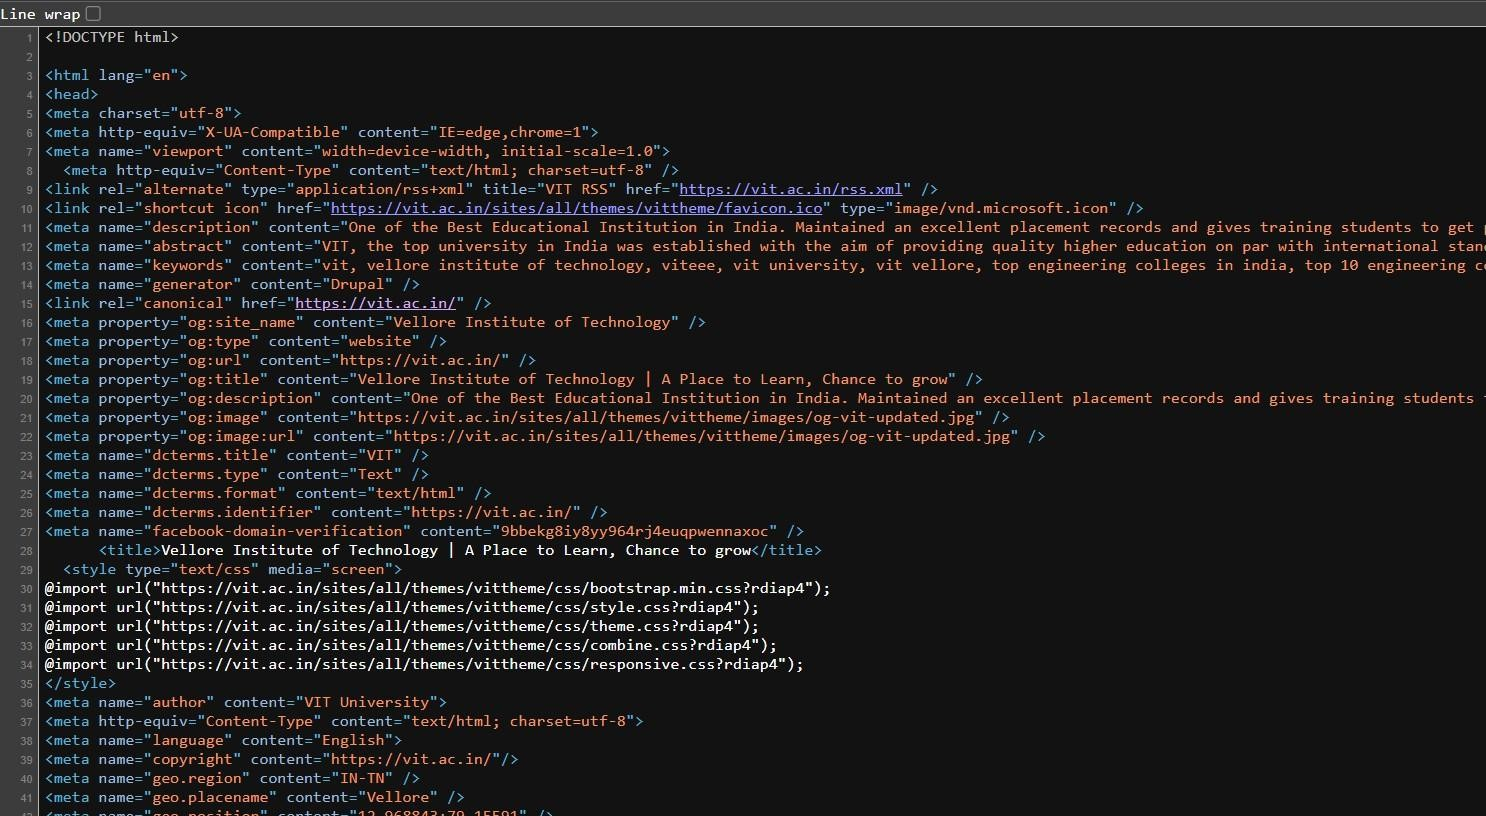 Line wrap
1 <!DOCTYPE html>
2
3 <html lang="en">
4 <head>
5 <meta charset="utf-8">
6 <meta http-equiv="X-UA-Compatible" content="IE=edge,chrome=1">
7 <meta name="viewport" content="width=device-width, initial-scale=1.0">
8 <meta http-equiv="Content-Type" content="text/html; charset=utf-8" />
9 <link rel="alternate" type="application/rss+xml" title="VIT RSS" href="https://vit.ac.in/rss.xml" />
10 <link rel="shortcut icon" href="https://vit.ac.in/sites/all/themes/vittheme/favicon.ico" type="image/vnd.microsoft.icon" />
11 <meta name="description" content="One of the Best Educational Institution in India. Maintained an excellent placement records and gives training students to get
12 <meta name="abstract" content="VIT, the top university in India was established with the aim of providing quality higher education on par with international
13 <meta name="keywords" content="vit, vellore institute of technology, viteee, vit university, vit vellore, top engineering colleges in india, top 10 engineering
14 <meta name="generator" content="Drupal" />
15 <link rel="canonical" href="https://vit.ac.in/" />
16 <meta property="og:site_name" content="Vellore Institute of Technology" />
17 <meta property="og:type" content="website" />
18 <meta property="og:url" content="https://vit.ac.in/" />
19 <meta property="og:title" content="Vellore Institute of Technology | A Place to Learn, Chance to grow" />
20 <meta property="og:description" content="One of the Best Educational Institution in India. Maintained an excellent placement records and gives training students
21 <meta property="og:image" content="https://vit.ac.in/sites/all/themes/vittheme/images/og-vit-updated.jpg" />
22 <meta property="og:image:url" content="https://vit.ac.in/sites/all/themes/vittheme/images/og-vit-updated.jpg" />
23 <meta name="dcterms.title" content="VIT" />
24 <meta name="dcterms.type" content="Text" />
25 <meta name="dcterms.format" content="text/html" />
26 <meta name="dcterms.identifier" content="https://vit.ac.in/" />
27 <meta name="facebook-domain-verification" content="9bbekg8iy8yy964rj4euqpwennaxoc" />
28 <title>Vellore Institute of Technology | A Place to Learn, Chance to grow</title>
29 <style type="text/css" media="screen">
30 @import url("https://vit.ac.in/sites/all/themes/vittheme/css/bootstrap.min.css?rdiap4");
31 @import url("https://vit.ac.in/sites/all/themes/vittheme/css/style.css?rdiap4");
32 @import url("https://vit.ac.in/sites/all/themes/vittheme/css/theme.css?rdiap4");
33 @import url("https://vit.ac.in/sites/all/themes/vittheme/css/combine.css?rdiap4");
34 @import url("https://vit.ac.in/sites/all/themes/vittheme/css/responsive.css?rdiap4");
35 </style>
36 <meta name="author" content="VIT University">
37 <meta http-equiv="Content-Type" content="text/html; charset=utf-8">
38 <meta name="language" content="English">
39 <meta name="copyright" content="https://vit.ac.in/"/>
40 <meta name="geo.region" content="IN-TN" />
41 <meta name="geo.placename" content="Vellore" />
42 <meta name="geo.position" content="12.968843;79.15591" />